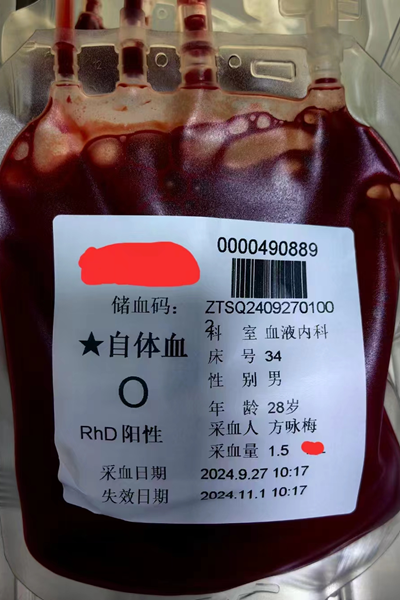 0000490889
储血码： ZTSQ2409270100
2
★自体血
O
RhD 阳性
科 室 血液内科
床 号 34
性 别 男
年 龄 28岁
采血人 方咏梅
采血量 1.5
采血日期 2024.9.27 10:17
失效日期 2024.11.1 10:17